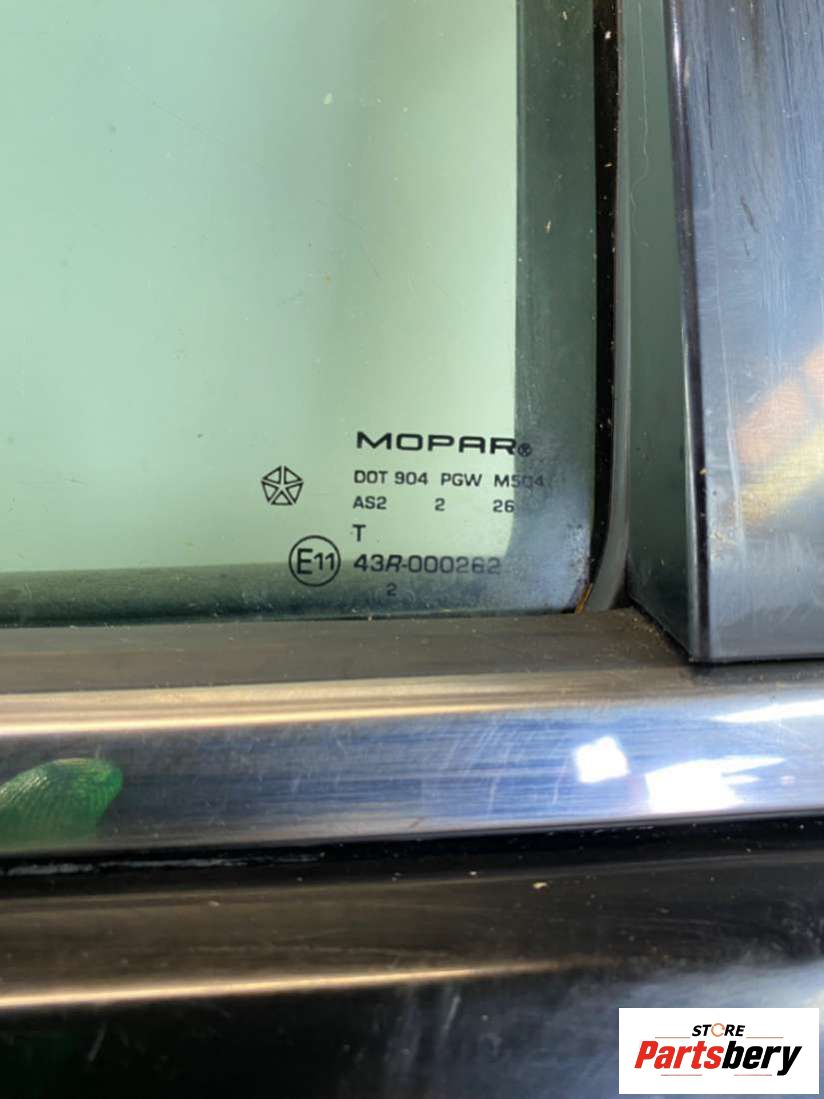 MOPAR®
DOT 904 PGW M504
AS2 2 26
T
E11 43R-000262
2
STORE
Partsbery